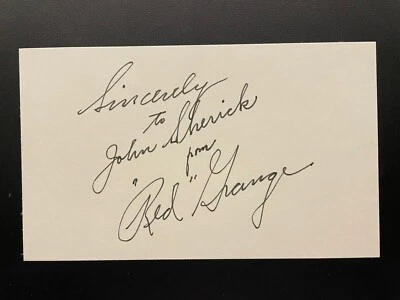 Sincerely
to
John Sherick
from
"Red" Grange